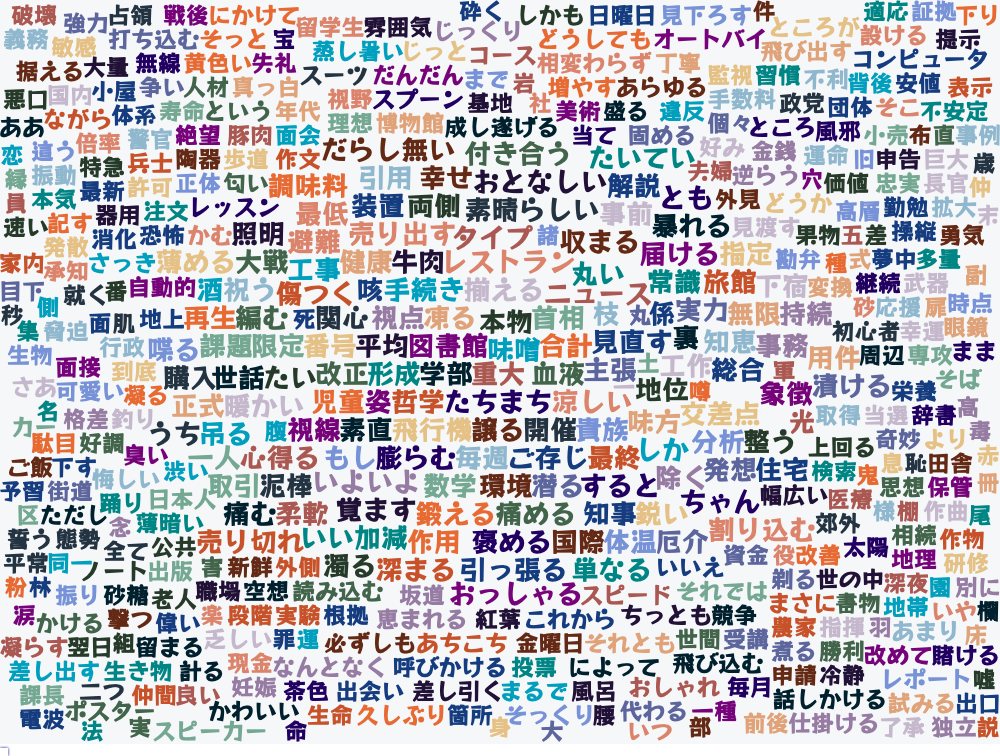 破壊 強力 占領 戦後 にかけて 留学生 雰囲気 じっくり 砕く しかも 日曜日 見下ろす 件 ところが 適応 証拠 下り
義務 敏感 打ち込む そっと 宝 蒸し暑い じっと コース どうしても オートバイ 飛び出す 設ける 提示
据える 大量 無線 黄色い 失礼 スーツ だんだん まで 岩 相変わらず 丁寧 監視 習慣 不利 コンピュータ 背後 安値 表示
悪口 国内 小屋 争い 人材 真っ白 視野 スプーン 基地 社 増やす あらゆる 手数料 政党 団体 そこ 不安定
ああ ながら 体系 寿命 という 年代 理想 博物館 成し遂げる 美術 盛る 違反 個々 ところ 風邪 小売 布 直 事例
恋 違う 倍率 警官 絶望 豚肉 面会 だらし無い 付き合う 当て 固める たいてい 好み 金銭 運命 旧 申告 巨大 歳
縁 振動 特急 兵士 陶器 歩道 作文 調味料 引用 幸せ おとなしい 解説 夫婦 逆らう 穴 価値 忠実 長官 仲
員 本気 最新 許可 正体 匂い 最低 装置 両側 素晴らしい 事前 とも 外見 どうか 高層 勤勉 拡大 末
速い 記す 器用 注文 レッスン 避難 売り出す タイプ 諸 収まる 暴れる 見渡す 果物 五 差 操縦 勇気
家内 発散 消化 恐怖 かむ 照明 健康 牛肉 レストラン 丸い 届ける 指定 勘弁 種 式 夢中 多量
承知 さっき 薄める 大戦 工事 傷つく 咳 手続き 揃える ニュース 常識 旅館 下宿 変換 継続 武器 副
目下 側 就く 番 自動的 酒 祝う 死 関心 視点 凍る 本物 首相 枝 丸 係 実力 無限 持続 砂 応援 扉 時点
秒 集 脅迫 面 肌 地上 再生 編む 平均 図書館 味噌 合計 見直す 裏 知恵 事務 初心者 幸運 眼鏡
生物 面接 行政 喋る 課題 限定 番号 購入 世話 たい 改正 形成 学部 重大 血液 主張 土 工作 総合 軍 用件 周辺 専攻 まま
さあ 可愛い 到底 凝る 正式 暖かい 児童 姿 哲学 たちまち 涼しい 一 地位 噂 象徴 漬ける 栄養 そば
力 名 格差 釣り うち 吊る 腹 視線 素直 飛行機 譲る 開催 貴族 味方 交差点 光 取得 当選 辞書 高
駄目 好調 臭い 一人 心得る もし 膨らむ 毎週 ご存じ 最終 しか 分析 整う 上回る 奇妙 より 毒
ご飯 下す 悔しい 渋い 取引 泥棒 いよいよ 数学 環境 潜る すると 除く 発想 住宅 検索 鬼 息 恥 田舎 赤
予習 街道 踊り 日本人 痛む 柔軟 覚ます 鍛える 痛める 知事 鋭い ちゃん 幅広い 医療 思想 保管 冊
区 ただし 念 薄暗い 売り切れ いい加減 作用 褒める 国際 体温 厄介 割り込む 郊外 様 棚 作曲 尾
誓う 態勢 全て 公共 害 新鮮 外側 濁る 深まる 引っ張る 単なる いいえ 資金 役 改善 太陽 相続 作物
平常 同一 ノート 出版 職場 空想 読み込む 坂道 おっしゃる スピード それでは 剃る 世の中 地理 研修
粉 林 振り 砂糖 老人 楽 段階 実験 根拠 恵まれる 紅葉 これから ちっとも 競争 まさに 書物 深夜 園 別に
涙 かける 撃つ 偉い 乏しい 罪 運 必ずしも あちこち 金曜日 それとも 世間 受講 農家 指揮 羽 地帯 いや 欄
凝らす 翌日 組 留まる 現金 なんとなく 呼びかける 投票 によって 飛び込む 煮る 勝利 あまり 改めて 床 賭ける
差し出す 生き物 計る 妊娠 茶色 出会い 差し引く まるで 風呂 おしゃれ 毎月 申請 冷静 レポート 嘘
課長 二つ 仲間 良い かわいい 生命 久しぶり 箇所 そっくり 腰 代わる 一種 話しかける 試みる 出口
電波 ポスター 法 実 スピーカー 命 身 大 いつ 部 前後 仕掛ける 了承 独立 説